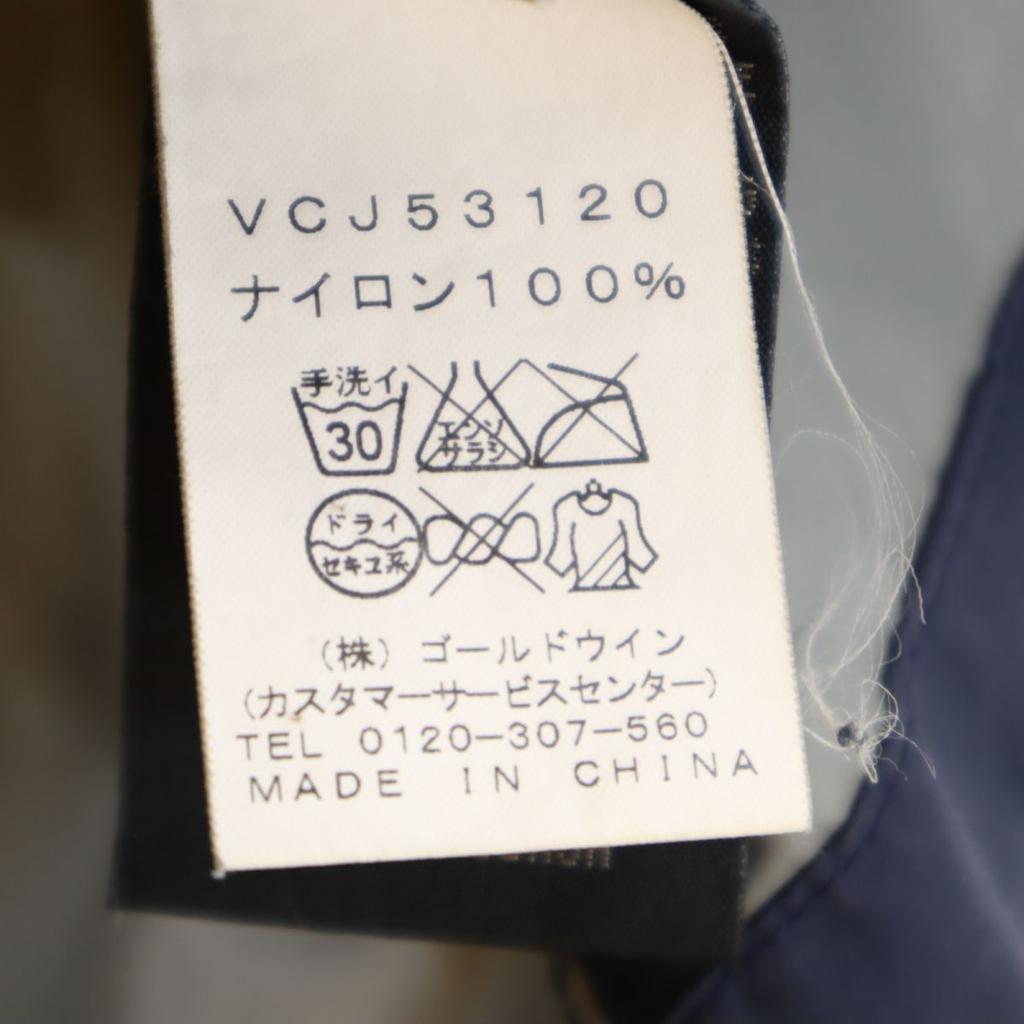 VCJ53120
ナイロン100%
手洗イ
30
エンソ
サラシ
ドライ
セキユ系
(株) ゴールドウイン
(カスタマーサービスセンター)
TEL 0120-307-560
MADE IN CHINA